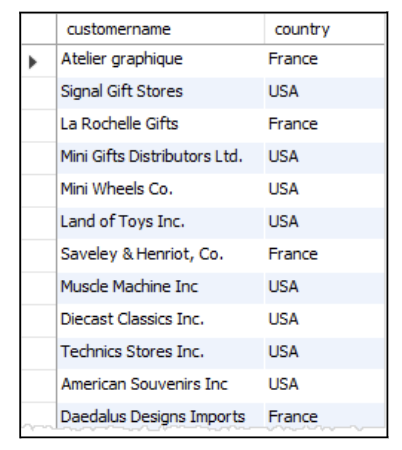 customername country
Atelier graphique France
Signal Gift Stores USA
La Rochelle Gifts France
Mini Gifts Distributors Ltd. USA
Mini Wheels Co. USA
Land of Toys Inc. USA
Saveley & Henriot, Co. France
Muscle Machine Inc USA
Diecast Classics Inc. USA
Technics Stores Inc. USA
American Souvenirs Inc USA
Daedalus Designs Imports France